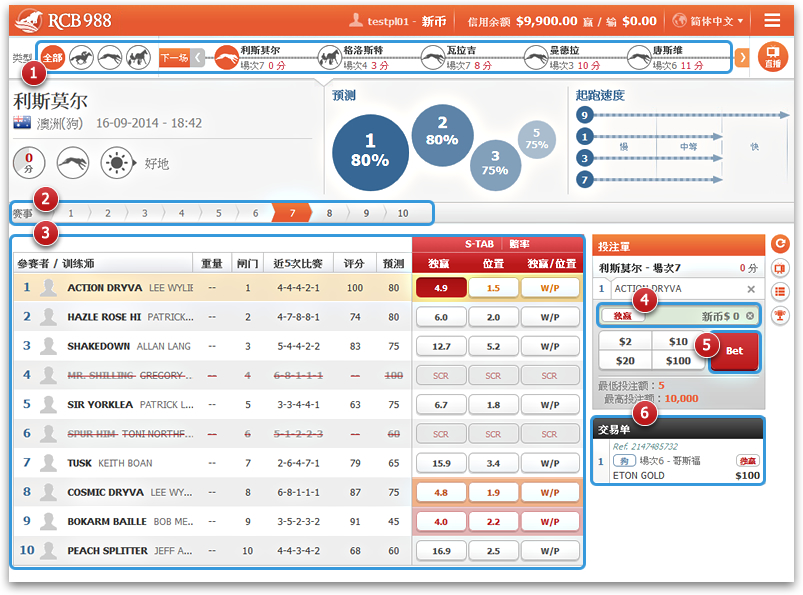 RCB988
testpl01 - 新币 信用余额 $9,900.00 赢 / 输 $0.00 简体中文
类型 全部 下一场 利斯莫尔 格洛斯特 瓦拉吉 曼德拉 唐斯维 直播
場次7 0 分 場次4 3 分 場次7 8 分 場次3 10 分 場次6 11 分
1
利斯莫尔
澳洲(狗) 16-09-2014 - 18:42
0 分 好地
预测
1 80%
2 80%
3 75%
5 75%
起跑速度
9
1
慢 中等 快
3
7
2
赛事 1 2 3 4 5 6 7 8 9 10
3
S-TAB 赔率
参赛者 / 训练师 重量 闸门 近5次比赛 评分 预测 独赢 位置 独赢/位置
1 ACTION DRYVA LEE WYLIE -- 1 4-4-4-2-1 100 80 4.9 1.5 W/P
2 HAZLE ROSE HI PATRICK... -- 2 4-7-8-8-1 74 80 6.0 2.0 W/P
3 SHAKEDOWN ALLAN LANG -- 3 5-4-4-2-2 83 75 12.7 5.2 W/P
4 MR. SHILLING GREGORY... -- 4 6-8-1-1-1 -- 100 SCR SCR SCR
5 SIR YORKLEA PATRICK L... -- 5 3-3-4-4-1 63 75 6.7 1.8 W/P
6 SPUR HIM TONI NORTHF... -- 6 5-1-2-2-3 -- 60 SCR SCR SCR
7 TUSK KEITH BOAN -- 7 2-6-4-7-1 79 65 15.9 3.4 W/P
8 COSMIC DRYVA LEE WY... -- 8 6-8-1-1-1 87 75 4.8 1.9 W/P
9 BOKARM BAILLE BOB ME... -- 9 3-5-2-3-2 91 45 4.0 2.2 W/P
10 PEACH SPLITTER JEFF A... -- 10 4-4-3-4-2 68 60 16.9 2.5 W/P
投注單
利斯莫尔 - 場次7 0 分
1 ACTION DRYVA
4
独赢 新币$ 0
$2 $10
5
Bet
$20 $100
最低投注额：5
最高投注额：10,000
6
交易单
Ref. 2147485732
1 狗 場次6 - 哥斯福 独赢
ETON GOLD $100